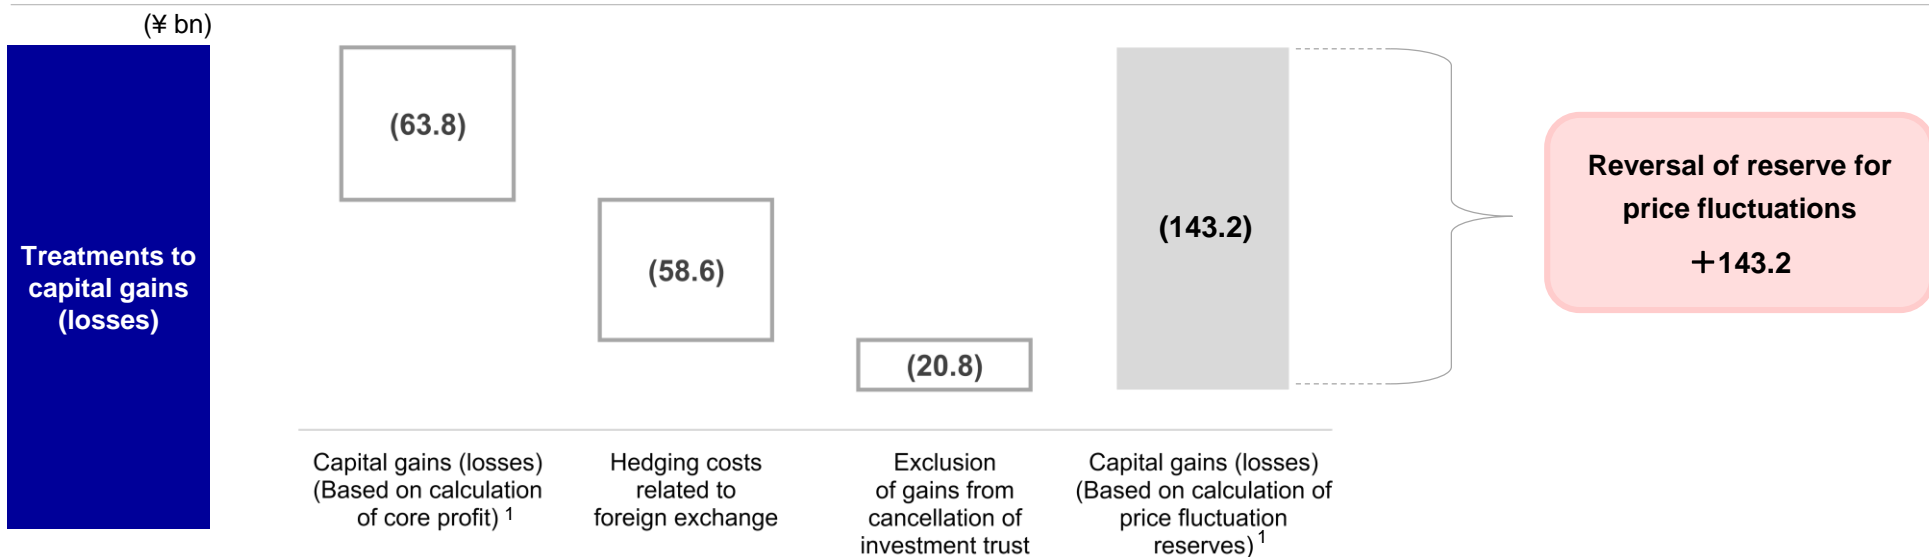 (¥ bn)
Treatments to
capital gains
(losses)
(63.8)
(58.6)
(20.8)
(143.2)
Reversal of reserve for
price fluctuations
+143.2
Capital gains (losses)
(Based on calculation
of core profit) 1
Hedging costs
related to
foreign exchange
Exclusion
of gains from
cancellation of
investment trust
Capital gains (losses)
(Based on calculation of
price fluctuation
reserves) 1